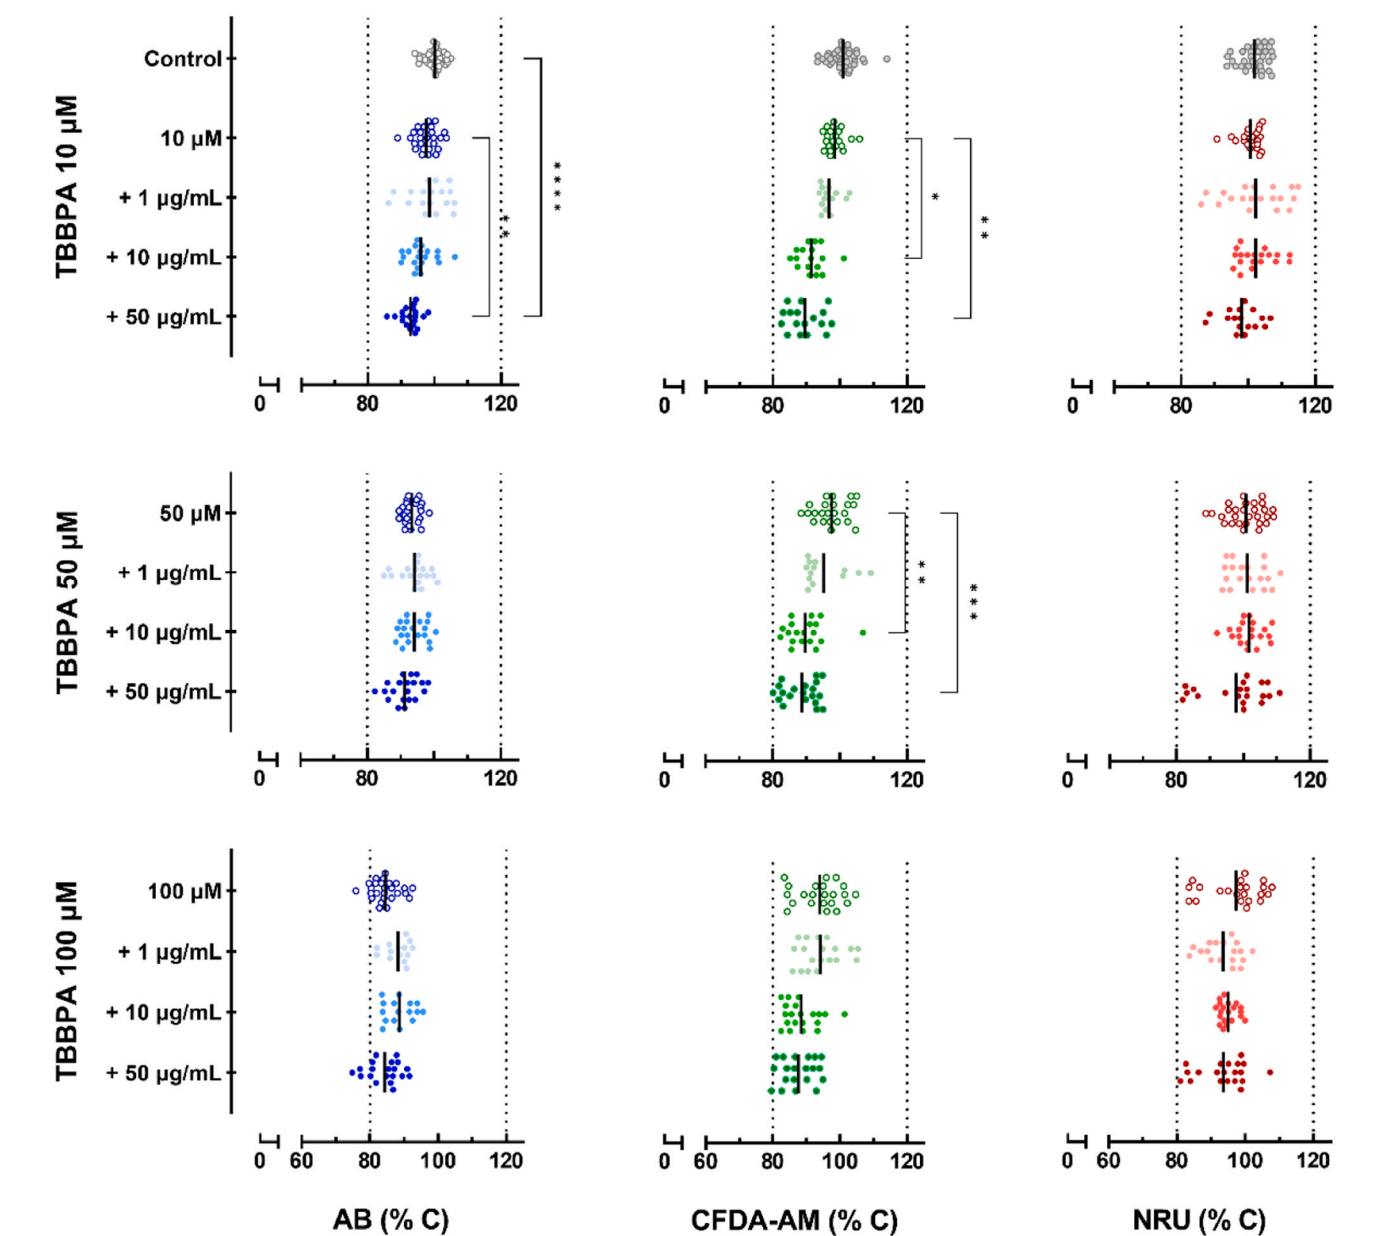 TBBPA 10 µM
Control
10 µM
+ 1 µg/mL
+ 10 µg/mL
+ 50 µg/mL
**
****
*
**
0 80 120
0 80 120
0 80 120
TBBPA 50 µM
50 µM
+ 1 µg/mL
+ 10 µg/mL
+ 50 µg/mL
**
***
0 80 120
0 80 120
0 80 120
TBBPA 100 µM
100 µM
+ 1 µg/mL
+ 10 µg/mL
+ 50 µg/mL
0 60 80 100 120
0 60 80 100 120
0 60 80 100 120
AB (% C)
CFDA-AM (% C)
NRU (% C)